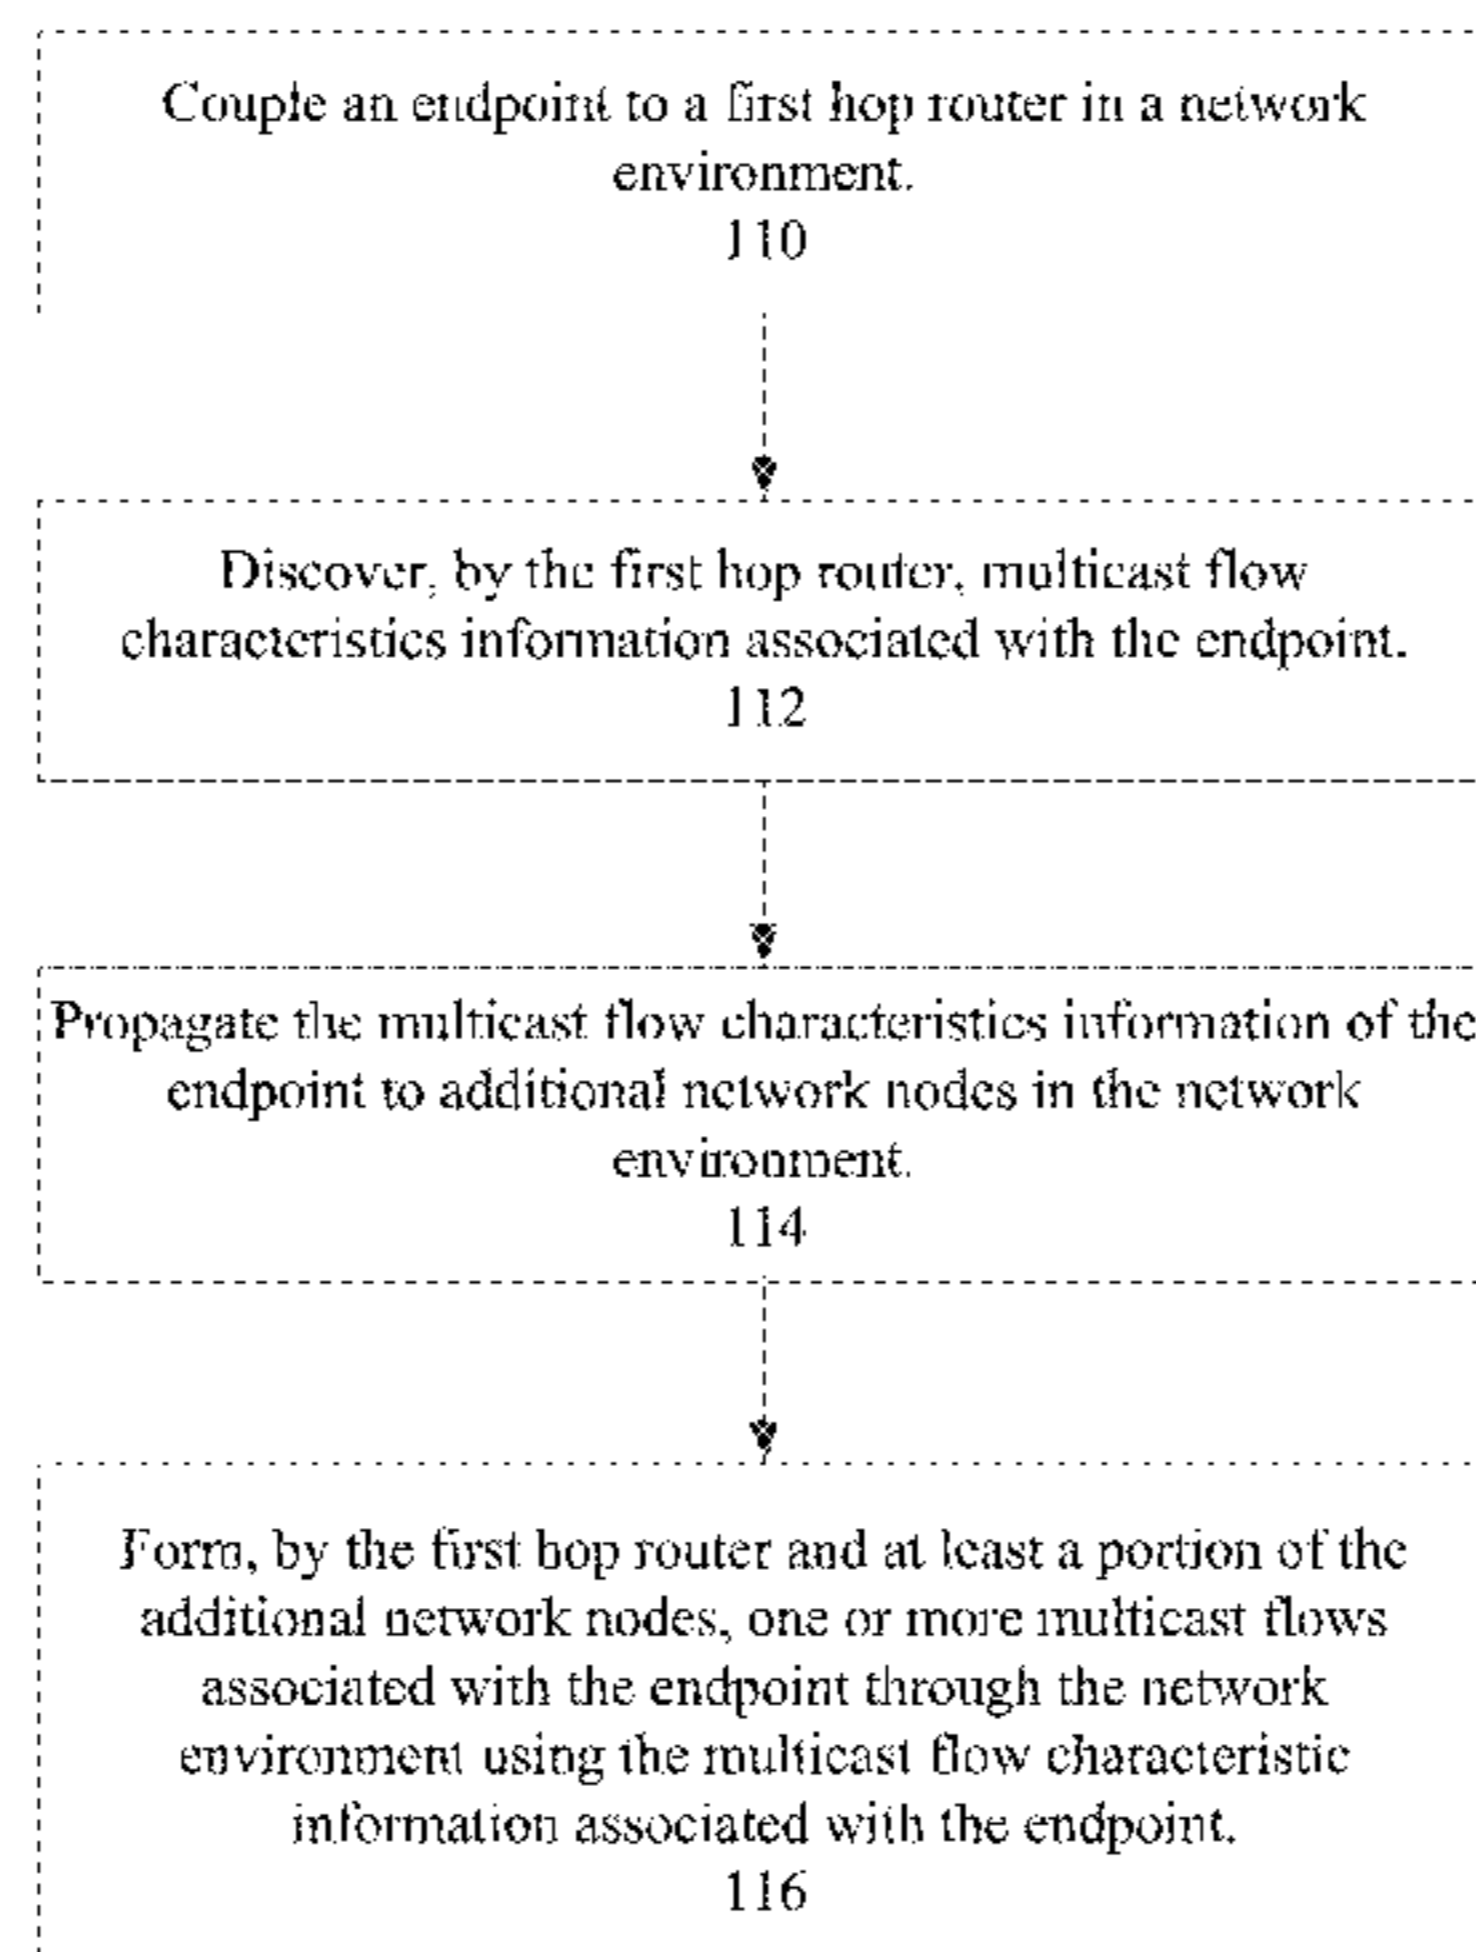 Couple an endpoint to a first hop router in a network
environment.
110
Discover, by the first hop router, multicast flow
characteristics information associated with the endpoint.
112
Propagate the multicast flow characteristics information of the
endpoint to additional network nodes in the network
environment.
114
Form, by the first hop router and at least a portion of the
additional network nodes, one or more multicast flows
associated with the endpoint through the network
environment using the multicast flow characteristic
information associated with the endpoint.
116